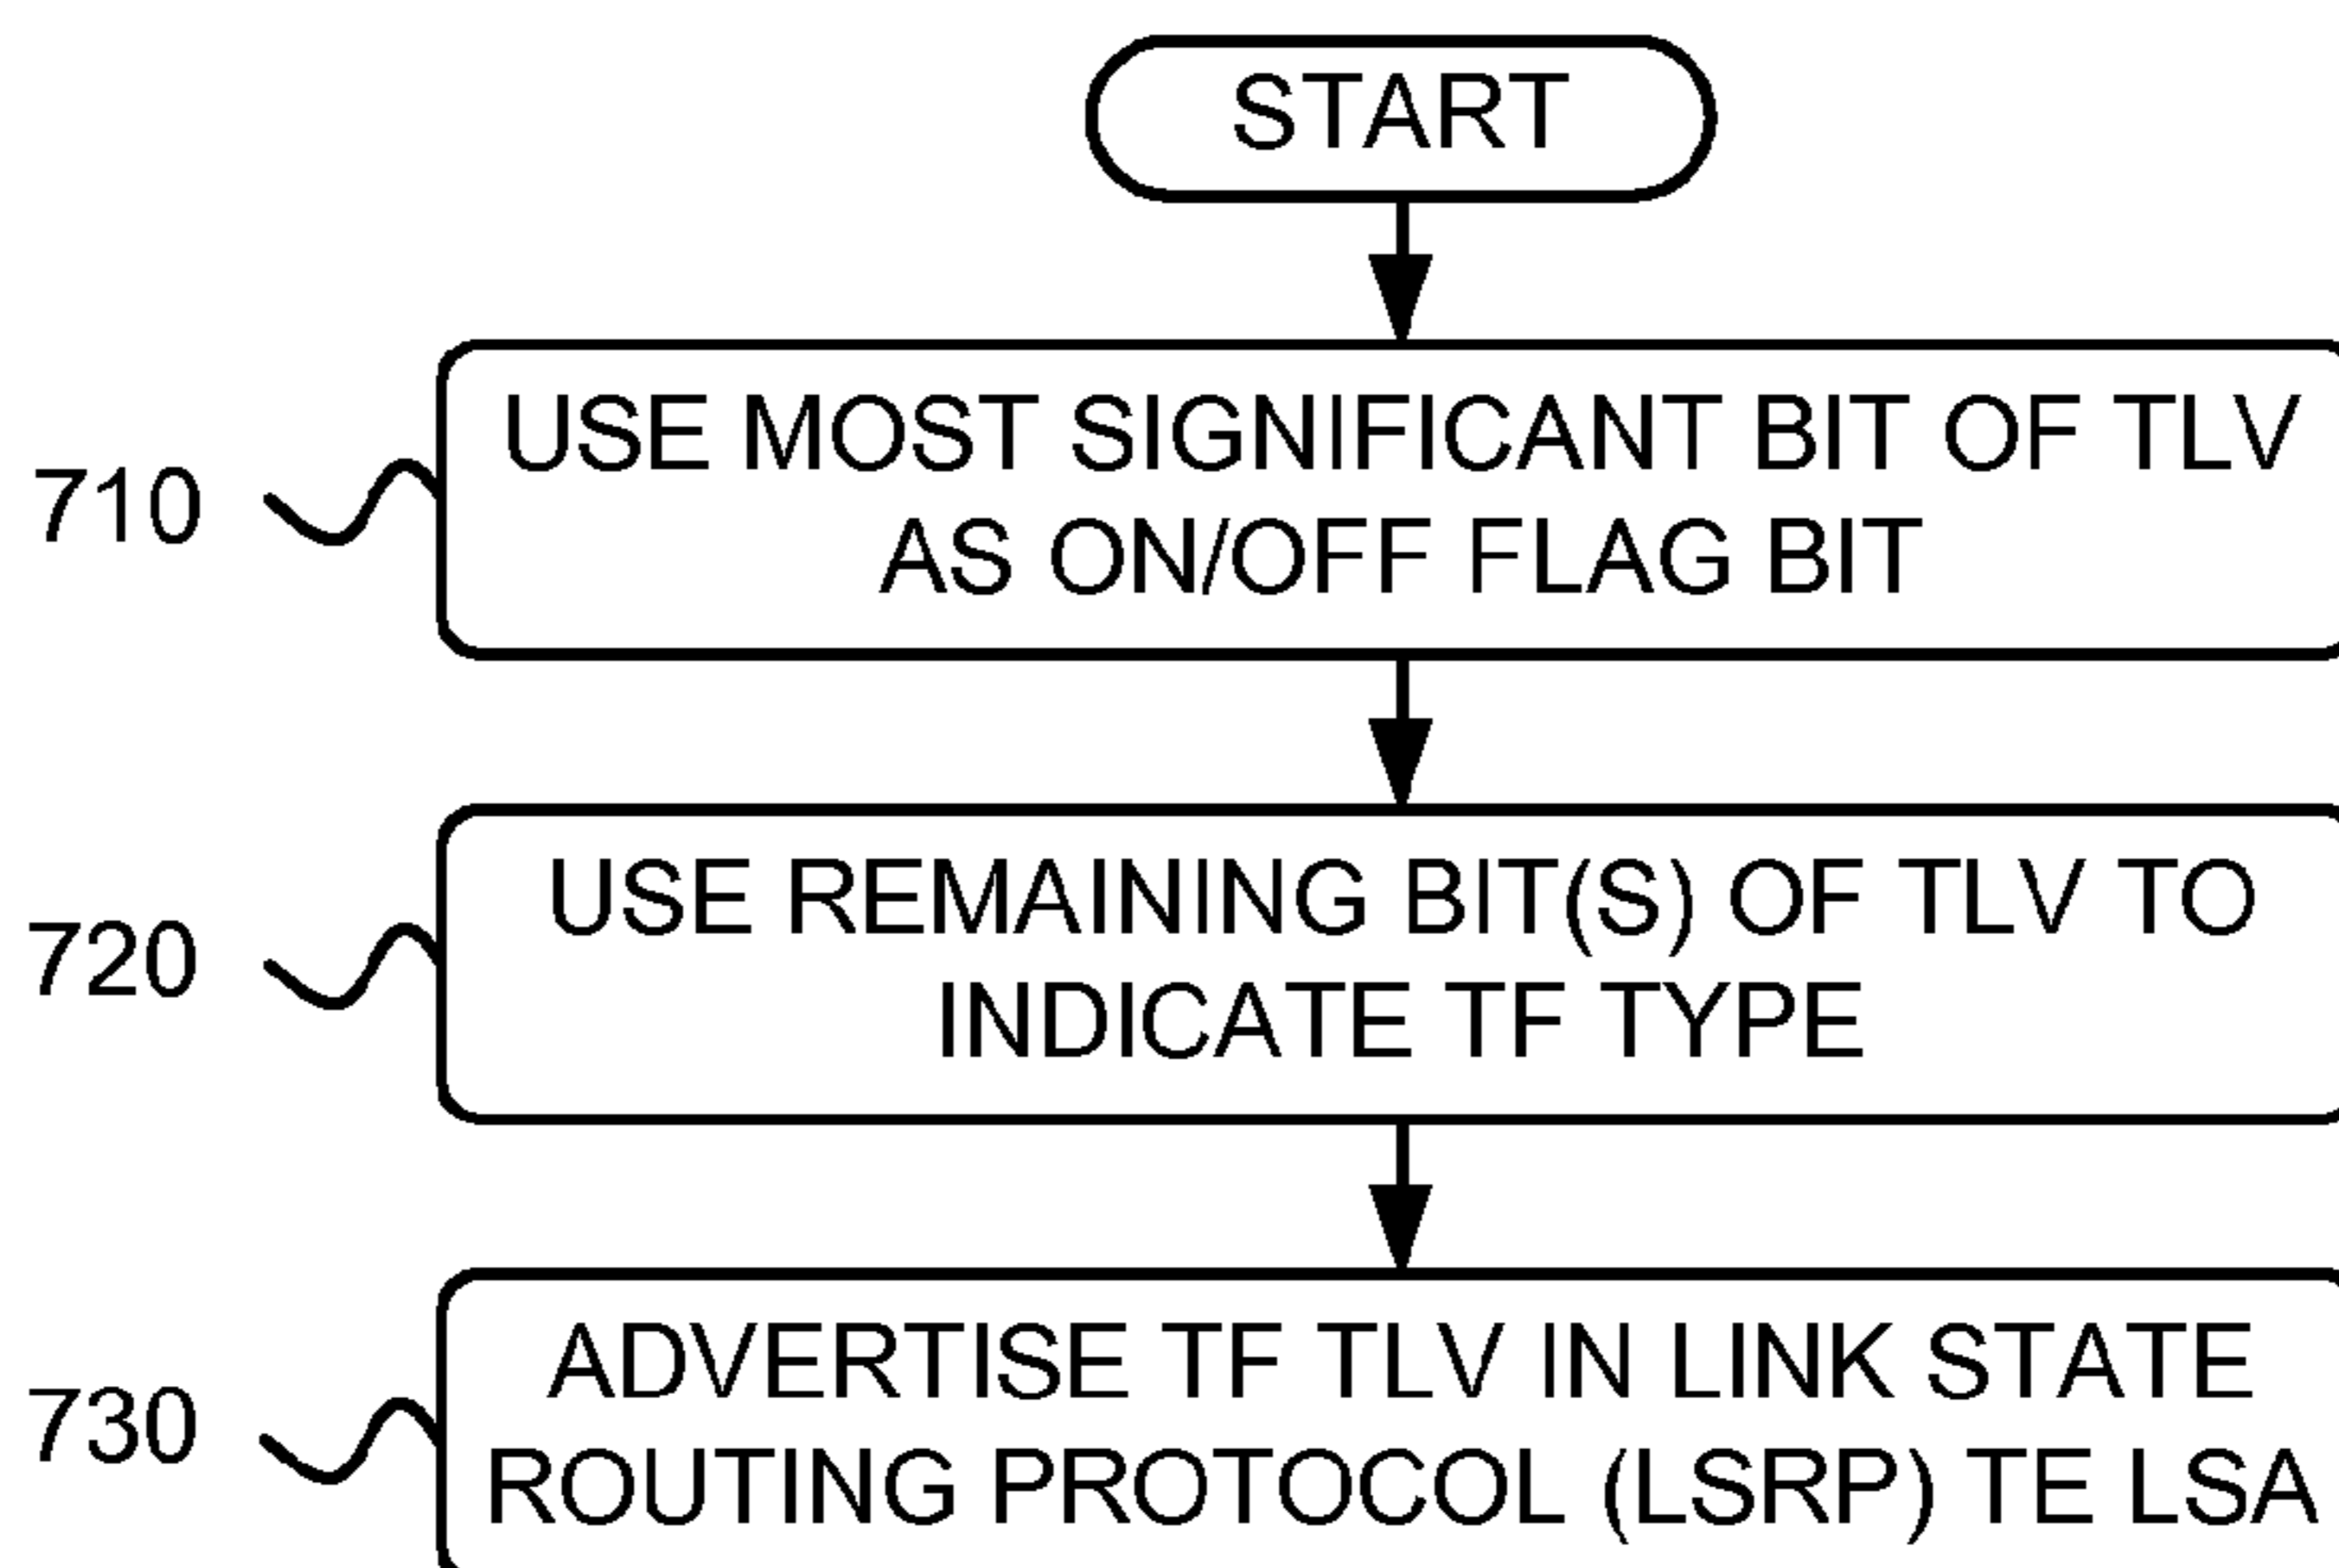 START
710
USE MOST SIGNIFICANT BIT OF TLV
AS ON/OFF FLAG BIT
720
USE REMAINING BIT(S) OF TLV TO
INDICATE TF TYPE
730
ADVERTISE TF TLV IN LINK STATE
ROUTING PROTOCOL (LSRP) TE LSA